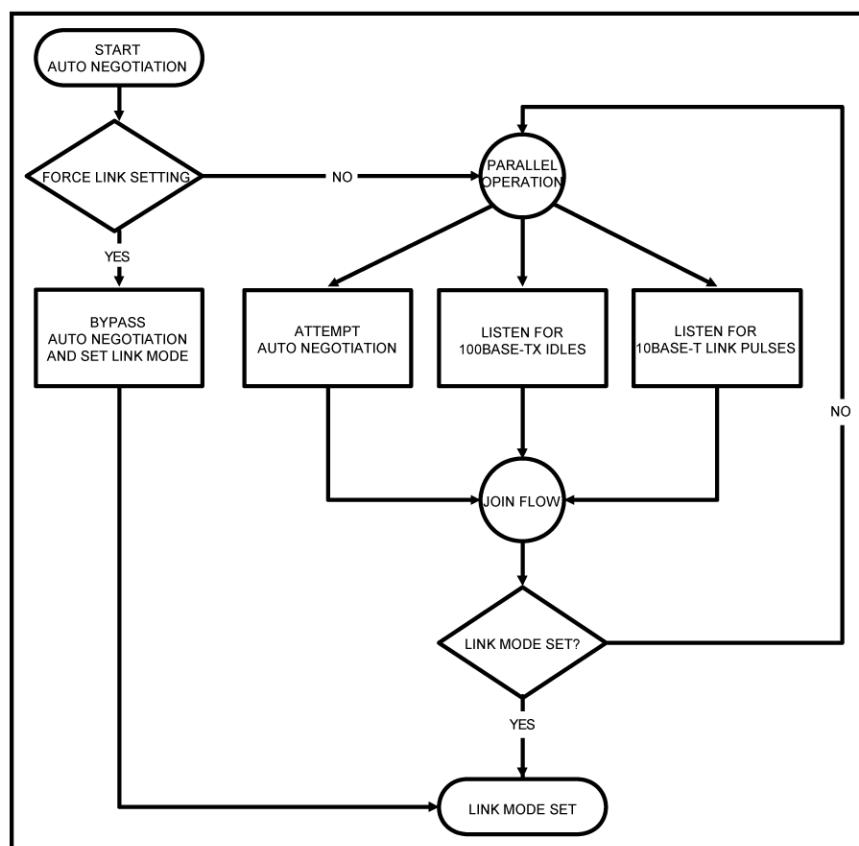 START
AUTO NEGOTIATION
FORCE LINK SETTING
NO
PARALLEL
OPERATION
YES
BYPASS
AUTO NEGOTIATION
AND SET LINK MODE
ATTEMPT
AUTO NEGOTIATION
LISTEN FOR
100BASE-TX IDLES
LISTEN FOR
10BASE-T LINK PULSES
NO
JOIN FLOW
LINK MODE SET?
YES
LINK MODE SET